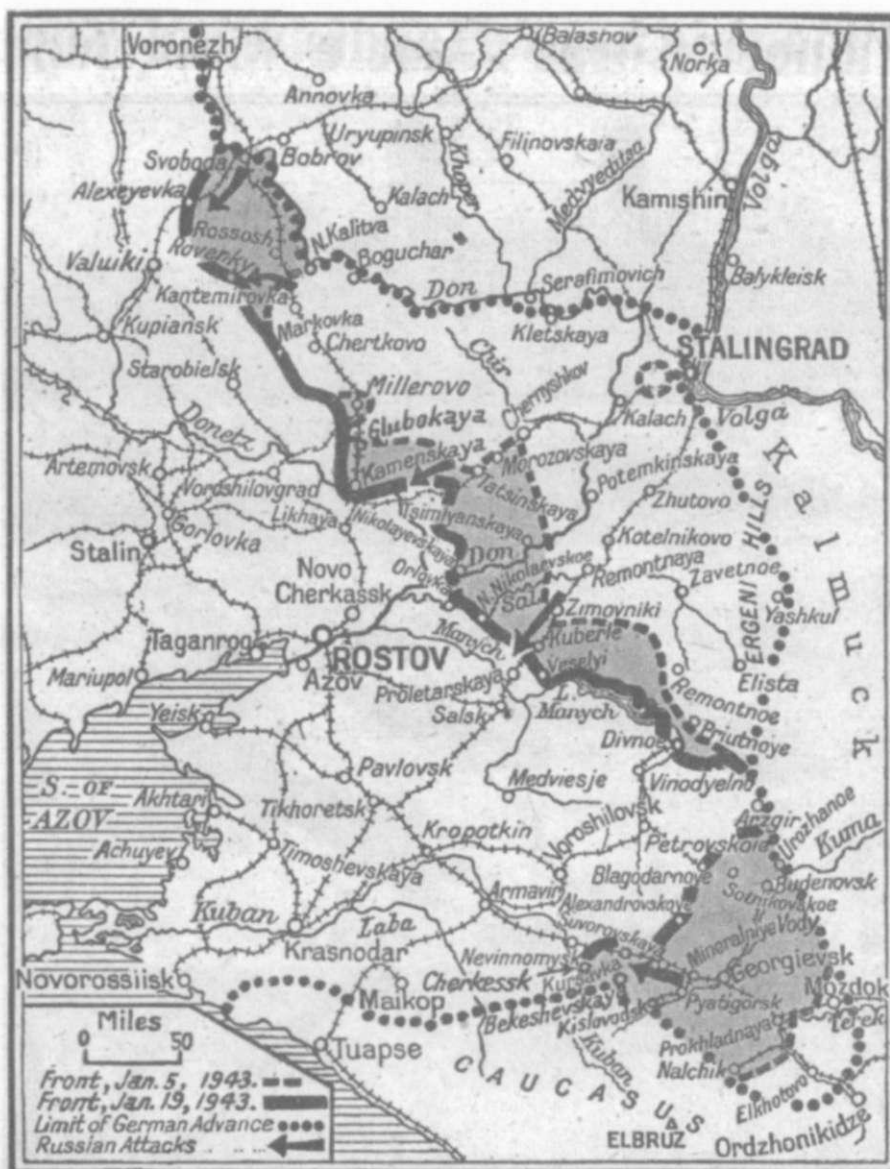 Voronezh
Balashov
Norka
Annovka
Uryupinsk
Filinovskaia
Svoboda
Bobrov
Khoper
Medvyedtea
Volga
Alexeyevka
Kalach
Kamishin
Rossosh
Rovenky
N.Kalitva
Boguchar
Valuiki
Don
Serafimovich
Balykleisk
Kantemirovka
Kletskaya
Kupiansk
Markovka
Chertkovo
Chir
STALINGRAD
Starobielsk
Millerovo
Chernyshkov
Kalach
Volga
Donetz
Glubokaya
Kamenskaya
Morozovskaya
Potemkinskaya
Kalmuck
Artemovsk
Voroshilovgrad
Tatsinskaya
Zhutovo
ERGENI HILLS
Gorlovka
Likhaya
Nikolayevskaya
Tsimlyanskaya
Kotelnikovo
Stalin
Novo
Cherkassk
Orlovka
Don
N.Nikolaevskoe
Sal
Remontnaya
Zavetnoe
Yashkul
Zimovniki
Taganrog
Manych
Kuberle
ROSTOV
Veselyi
Elista
Mariupol
Azov
Proletarskaya
Remontnoe
Yeisk
Salsk
L.
Manych
Priutnoye
Divnoe
S. OF
AZOV
Pavlovsk
Medviesje
Vinodyelno
Akhtari
Tikhoretsk
Voroshilovsk
Arzgir
Urozhanoe
Achuyev
Kropotkin
Petrovskoie
Kuma
Timoshevskaya
Blagodarnoye
Sotnikovskoe
Budenovsk
Armavir
Alexandrovskoye
Kuban
Laba
Suvorovskaya
Mineralniye Vody
Krasnodar
Nevinnomysk
Georgievsk
Novorossiisk
Cherkessk
Kursavka
Maikop
Bekeshevskaya
Pyatigorsk
Mozdok
Kislovodsk
Terek
Miles
0 50
Tuapse
Kuban
Prokhladnaya
CAUCASUS
Nalchik
Front, Jan. 5, 1943.
Front, Jan. 19, 1943.
Elkhotovo
Limit of German Advance
Russian Attacks
ELBRUZ
Ordzhonikidze